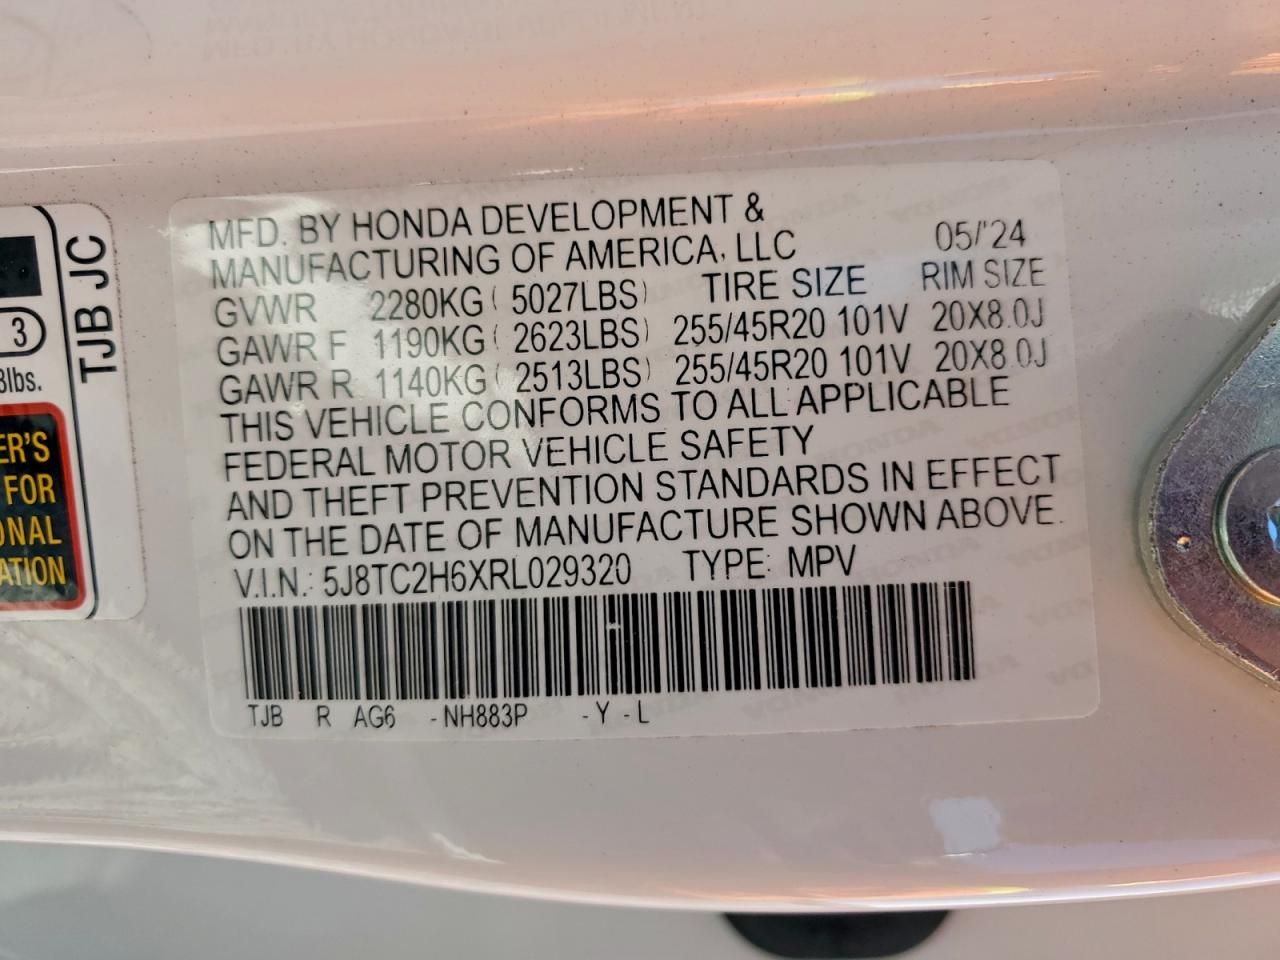 MFD. BY HONDA DEVELOPMENT &
MANUFACTURING OF AMERICA, LLC 05/'24
GVWR 2280KG ( 5027LBS) TIRE SIZE RIM SIZE
GAWR F 1190KG ( 2623LBS) 255/45R20 101V 20X8.0J
GAWR R 1140KG ( 2513LBS) 255/45R20 101V 20X8.0J
THIS VEHICLE CONFORMS TO ALL APPLICABLE
FEDERAL MOTOR VEHICLE SAFETY
AND THEFT PREVENTION STANDARDS IN EFFECT
ON THE DATE OF MANUFACTURE SHOWN ABOVE.
V.I.N.: 5J8TC2H6XRL029320 TYPE: MPV
TJB R AG6 -NH883P -Y -L
TJB JC
3
3lbs.
ER'S
FOR
ONAL
ATION